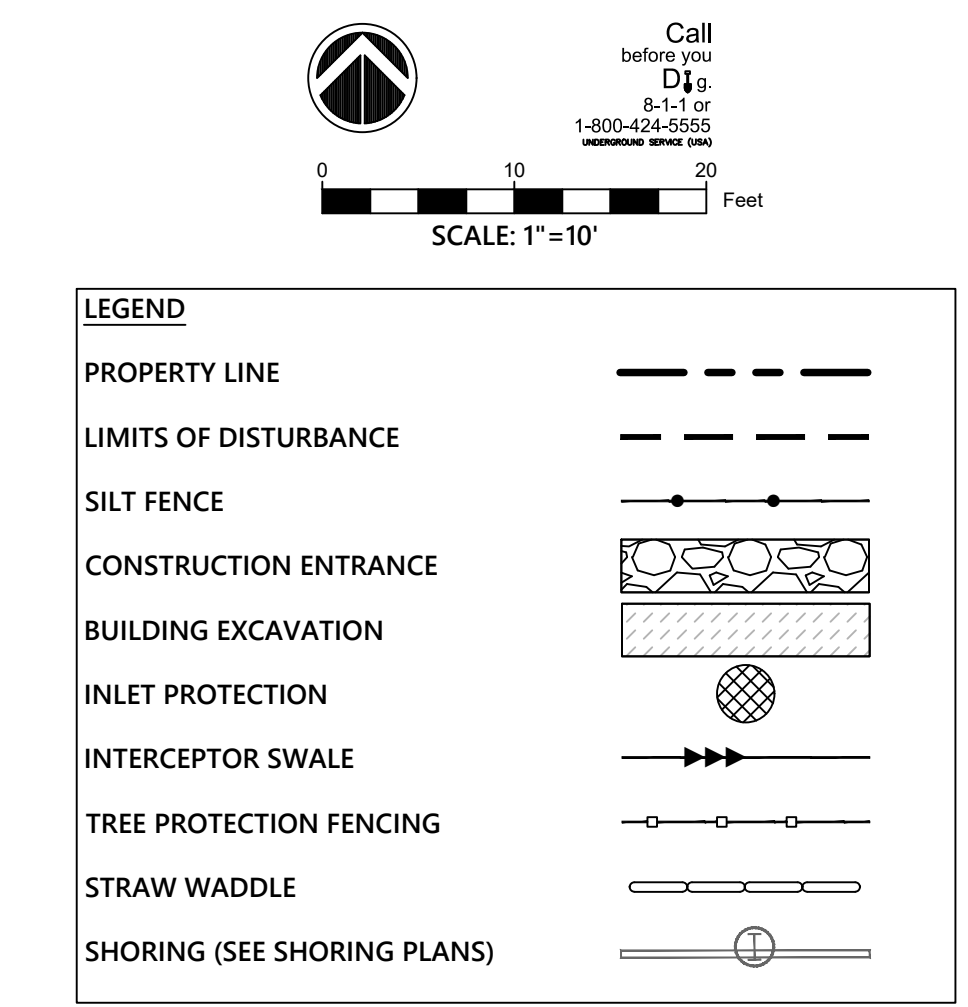 Call
before you
Dig.
8-1-1 or
1-800-424-5555
UNDERGROUND SERVICE (USA)
0 10 20
Feet
SCALE: 1"=10'
LEGEND
PROPERTY LINE
LIMITS OF DISTURBANCE
SILT FENCE
CONSTRUCTION ENTRANCE
BUILDING EXCAVATION
INLET PROTECTION
INTERCEPTOR SWALE
TREE PROTECTION FENCING
STRAW WADDLE
SHORING (SEE SHORING PLANS)